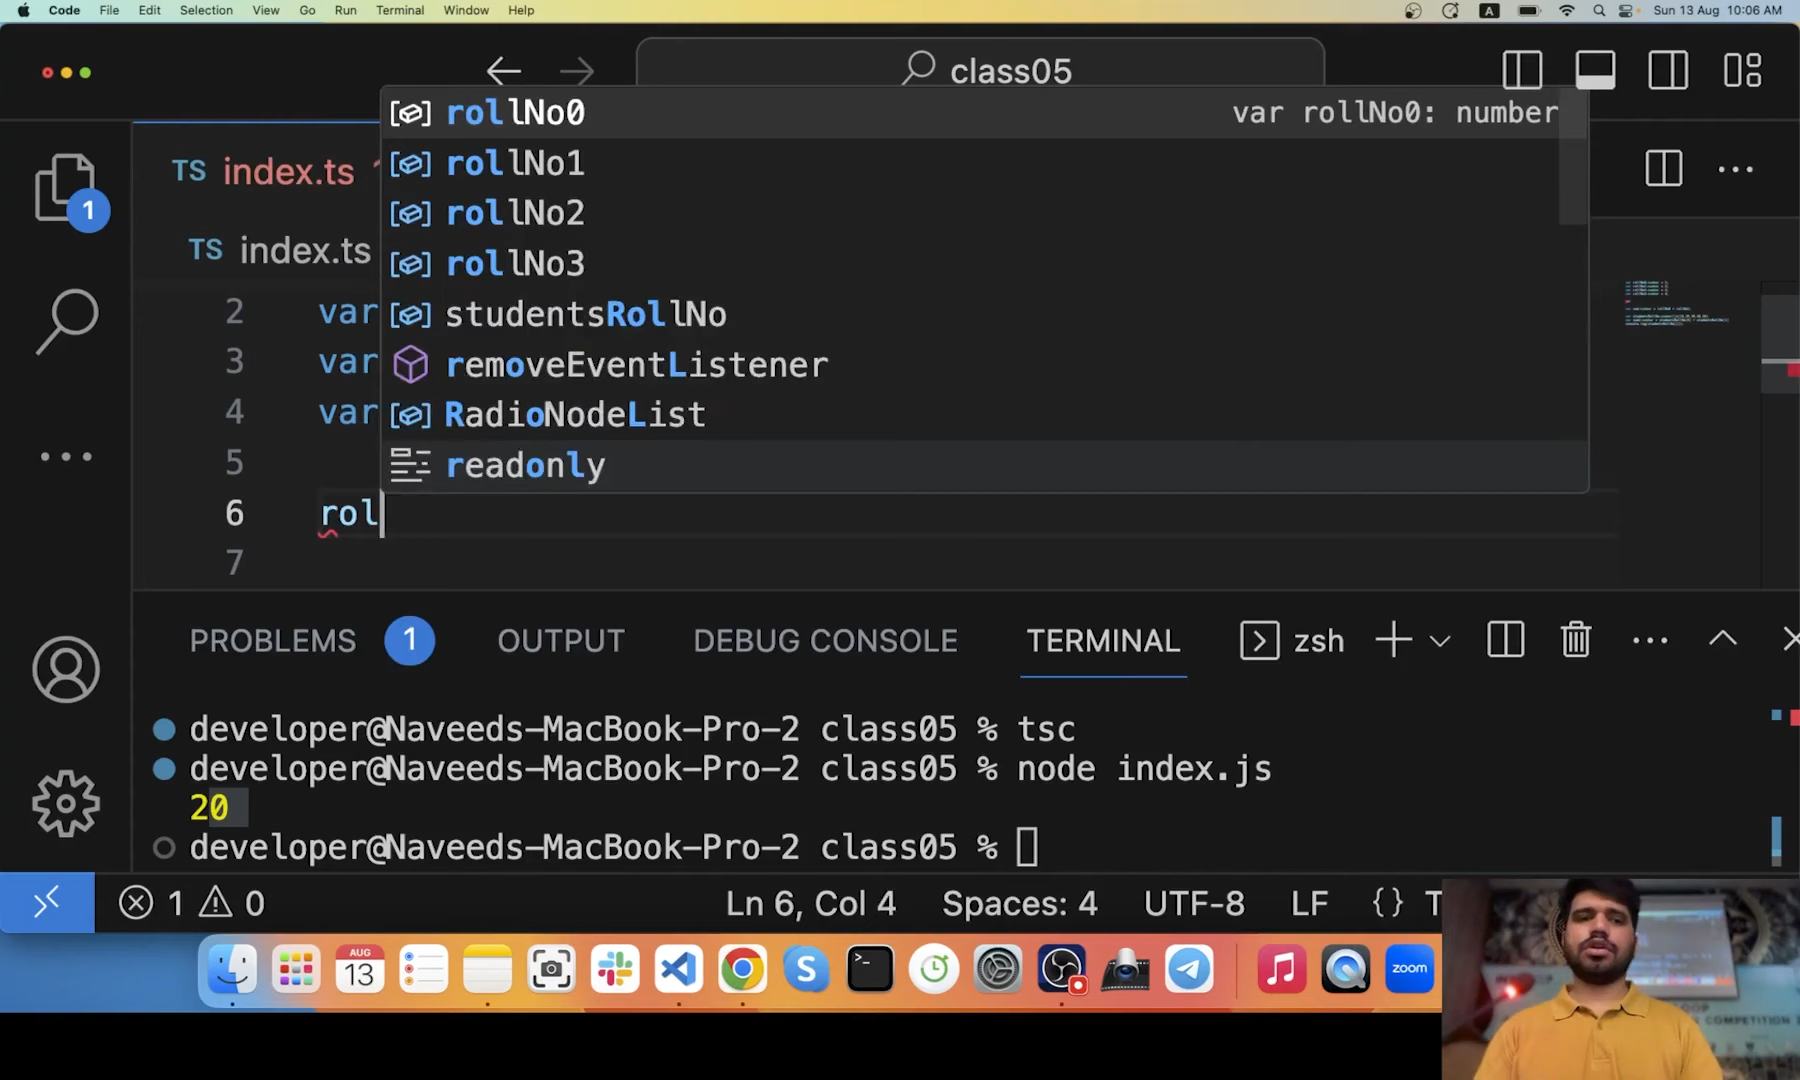 Code File Edit Selection View Go Run Terminal Window Help
A Sun 13 Aug 10:06 AM
class05
rollNo0 var rollNo0: number
rollNo1
rollNo2
rollNo3
studentsRollNo
removeEventListener
RadioNodeList
readonly
1
TS index.ts
TS index.ts
2 var
3 var
4 var
5
6 rol
7
PROBLEMS 1 OUTPUT DEBUG CONSOLE TERMINAL zsh
developer@Naveeds-MacBook-Pro-2 class05 % tsc
developer@Naveeds-MacBook-Pro-2 class05 % node index.js
20
developer@Naveeds-MacBook-Pro-2 class05 %
1 0 Ln 6, Col 4 Spaces: 4 UTF-8 LF {} T
AUG
13
S
zoom
COMPETITION